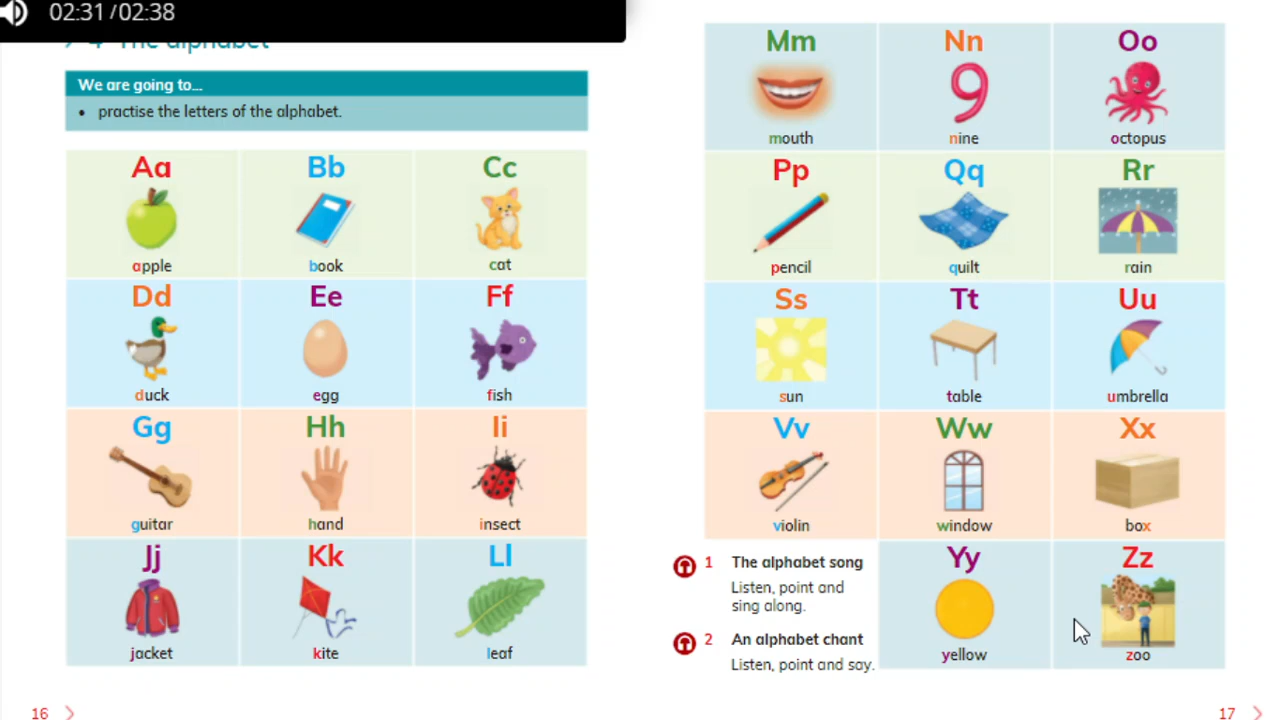 02:31/02:38
4 The alphabet
We are going to...
• practise the letters of the alphabet.
Aa
Bb
Cc
apple
book
cat
Dd
Ee
Ff
duck
egg
fish
Gg
Hh
Ii
guitar
hand
insect
Jj
Kk
Ll
jacket
kite
leaf
16
Mm
Nn
Oo
9
mouth
nine
octopus
Pp
Qq
Rr
pencil
quilt
rain
Ss
Tt
Uu
sun
table
umbrella
Vv
Ww
Xx
violin
window
box
1 The alphabet song
Listen, point and
sing along.
2 An alphabet chant
Listen, point and say.
Yy
Zz
yellow
zoo
17